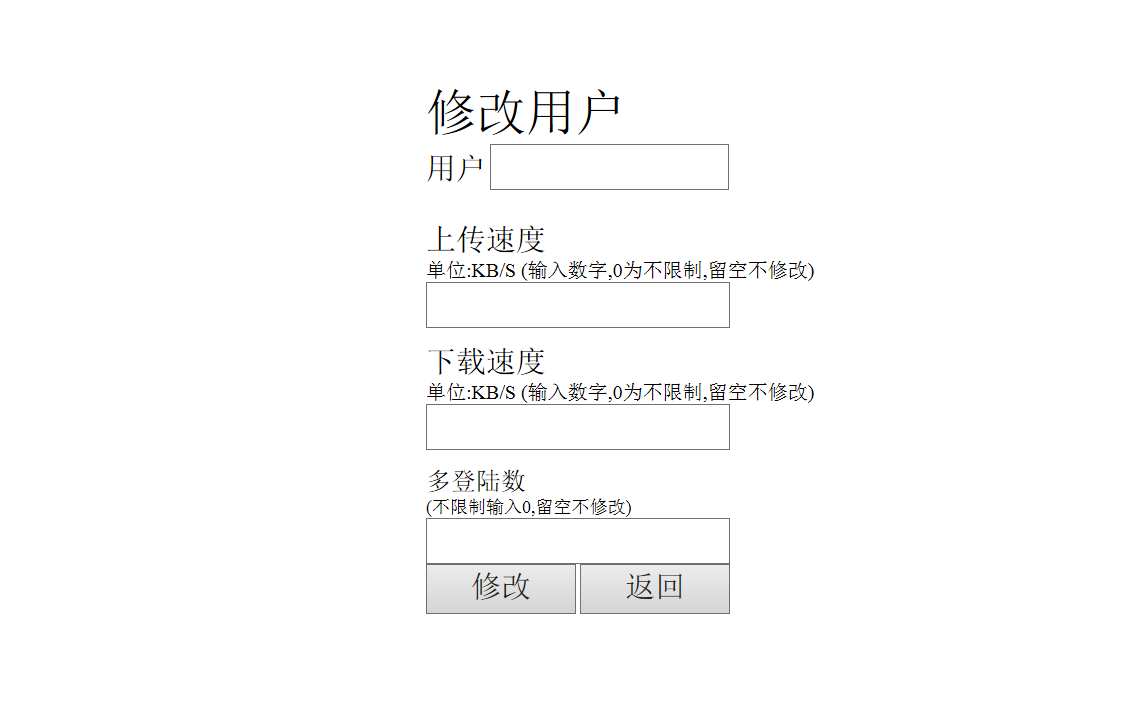 修改用户
用户
上传速度
单位:KB/S (输入数字,0为不限制,留空不修改)
下载速度
单位:KB/S (输入数字,0为不限制,留空不修改)
多登陆数
(不限制输入0,留空不修改)
修改 返回